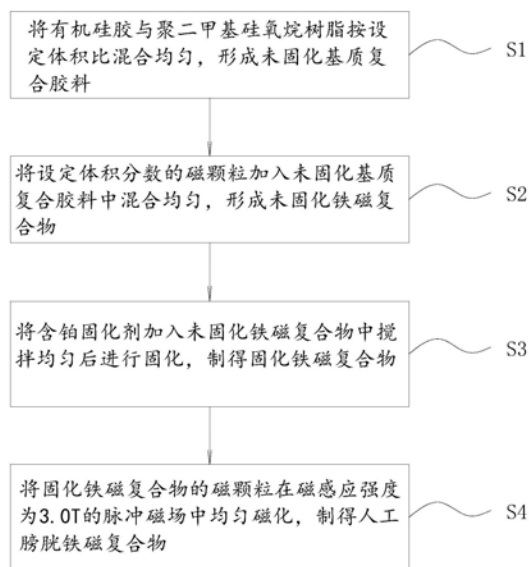 将有机硅胶与聚二甲基硅氧烷树脂按设
定体积比混合均匀，形成未固化基质复
合胶料
S1
将设定体积分数的磁颗粒加入未固化基质
复合胶料中混合均匀，形成未固化铁磁复
合物
S2
将含铂固化剂加入未固化铁磁复合物中搅
拌均匀后进行固化，制得固化铁磁复合物
S3
将固化铁磁复合物的磁颗粒在磁感应强度
为3.0T的脉冲磁场中均匀磁化，制得人工
膀胱铁磁复合物
S4